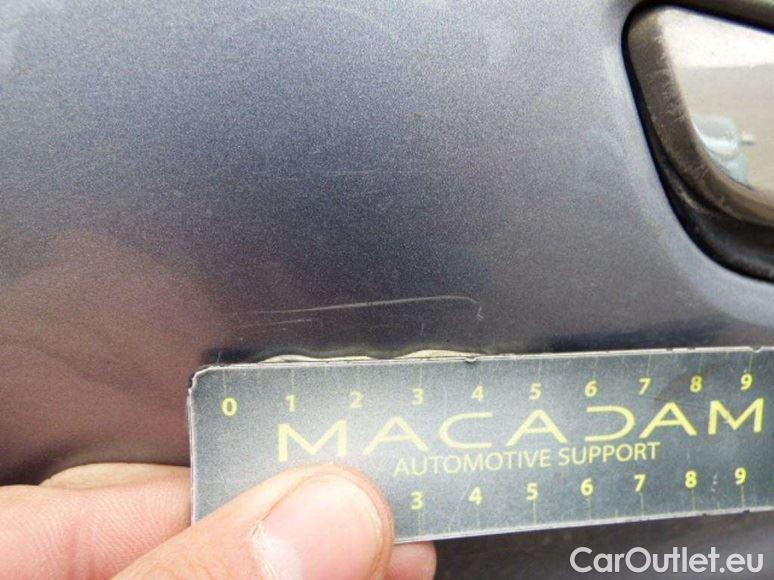 0 1 2 3 4 5 6 7 8 9
MACADAM
AUTOMOTIVE SUPPORT
3 4 5 6 7 8 9
CarOutlet.eu